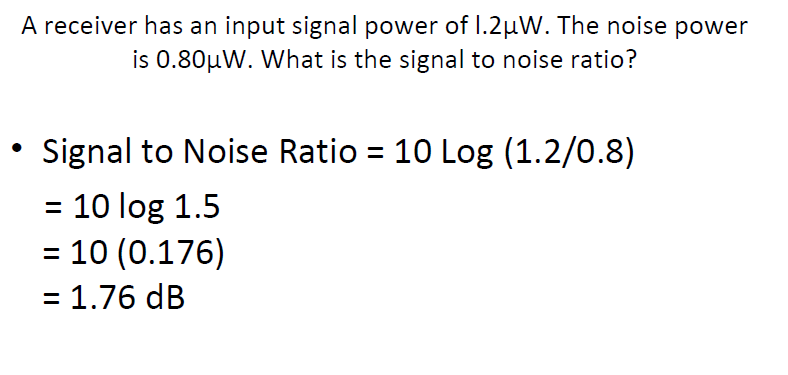 A receiver has an input signal power of l.2µW. The noise power
is 0.80µW. What is the signal to noise ratio?
• Signal to Noise Ratio = 10 Log (1.2/0.8)
= 10 log 1.5
= 10 (0.176)
= 1.76 dB